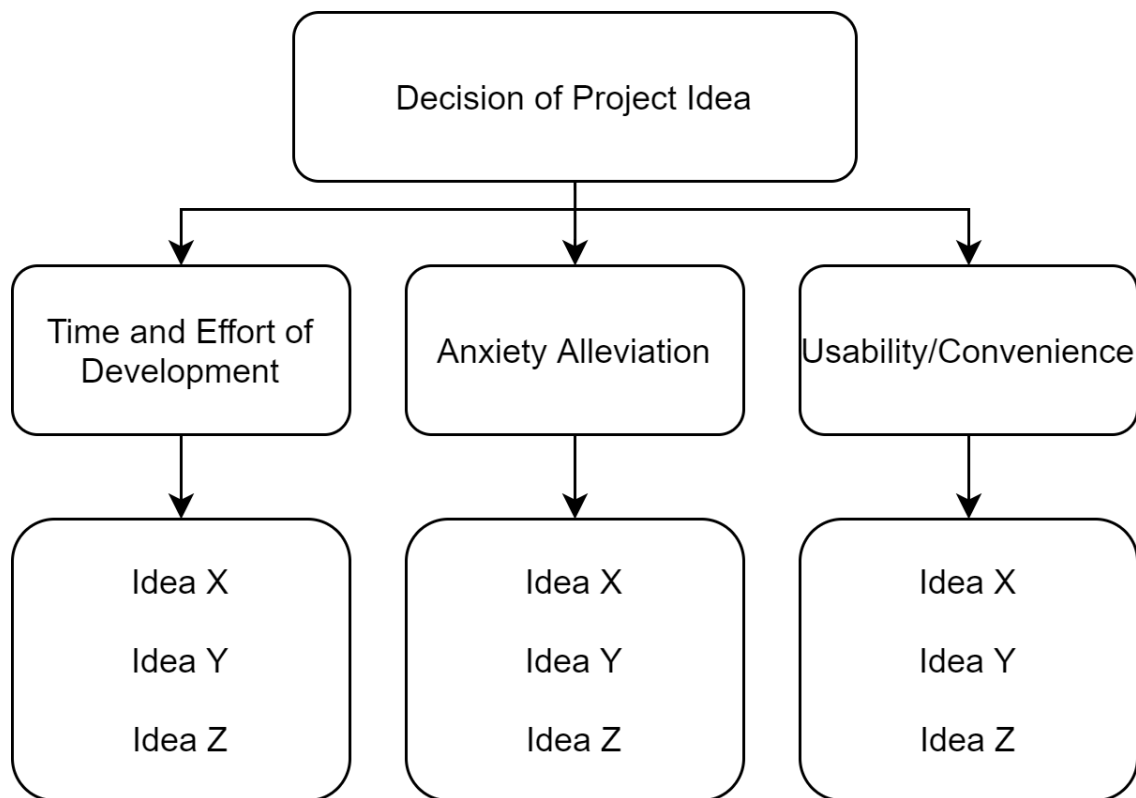 Decision of Project Idea
Time and Effort of
Development
Anxiety Alleviation
Usability/Convenience
Idea X
Idea Y
Idea Z
Idea X
Idea Y
Idea Z
Idea X
Idea Y
Idea Z